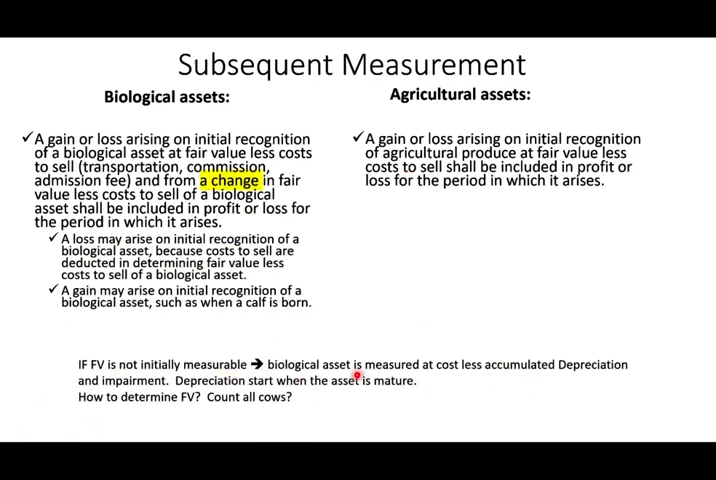 Subsequent Measurement
Biological assets:
✓A gain or loss arising on initial recognition
of a biological asset at fair value less costs
to sell (transportation, commission,
admission fee) and from a change in fair
value less costs to sell of a biological
asset shall be included in profit or loss for
the period in which it arises.
✓ A loss may arise on initial recognition of a
biological asset, because costs to sell are
deducted in determining fair value less
costs to sell of a biological asset.
✓ A gain may arise on initial recognition of a
biological asset, such as when a calf is born.
Agricultural assets:
✓A gain or loss arising on initial recognition
of agricultural produce at fair value less
costs to sell shall be included in profit or
loss for the period in which it arises.
IF FV is not initially measurable ➔ biological asset is measured at cost less accumulated Depreciation
and impairment. Depreciation start when the asset is mature.
How to determine FV? Count all cows?